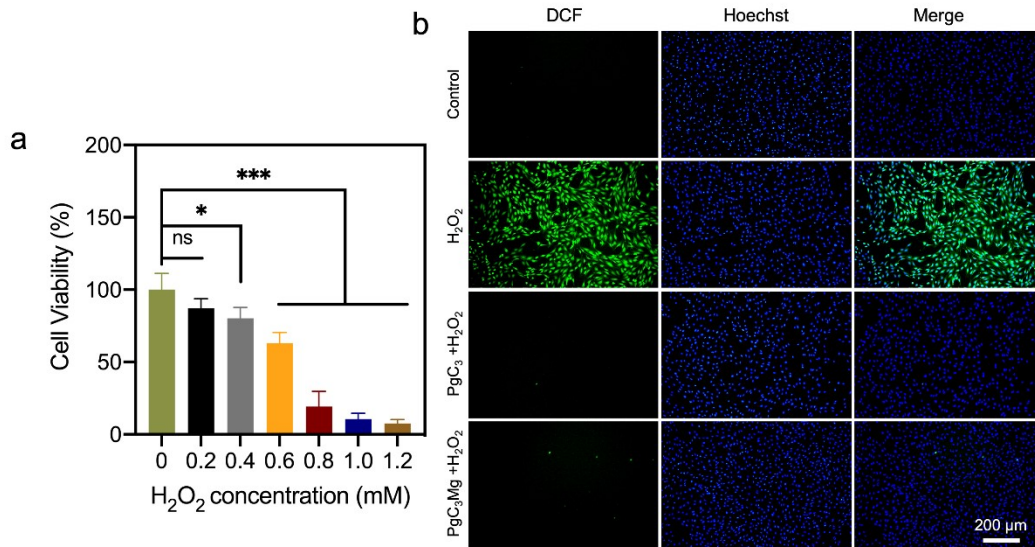 a
Cell Viability (%)
200
150
100
50
0
***
*
ns
0 0.2 0.4 0.6 0.8 1.0 1.2
H₂O₂ concentration (mM)
b
DCF Hoechst Merge
Control
H₂O₂
PgC₃ +H₂O₂
PgC₃Mg +H₂O₂
200 μm